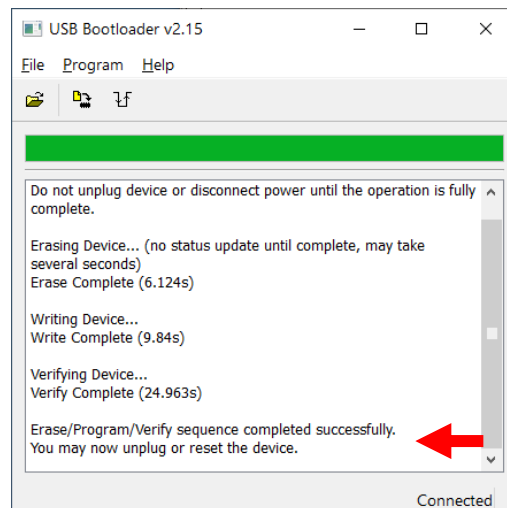 USB Bootloader v2.15
File Program Help
Do not unplug device or disconnect power until the operation is fully
complete.
Erasing Device... (no status update until complete, may take
several seconds)
Erase Complete (6.124s)
Writing Device...
Write Complete (9.84s)
Verifying Device...
Verify Complete (24.963s)
Erase/Program/Verify sequence completed successfully.
You may now unplug or reset the device.
Connected